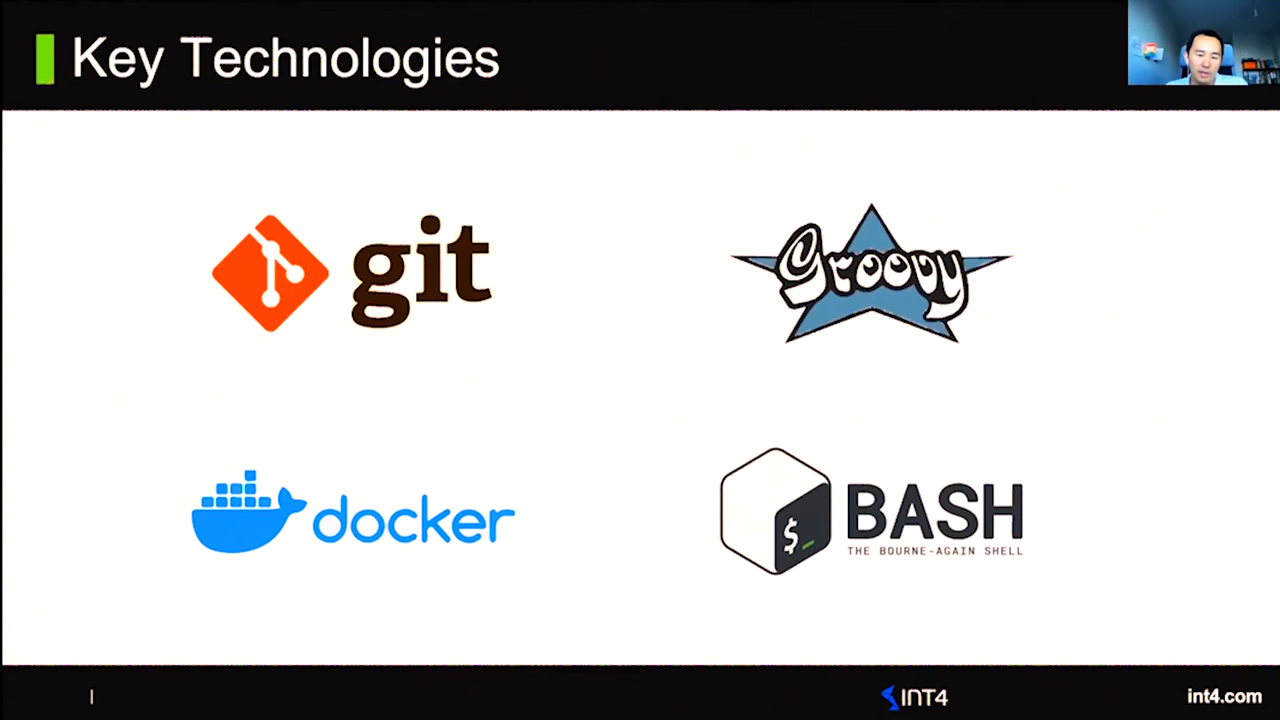 Key Technologies
git
Groovy
docker
$_
BASH
THE BOURNE-AGAIN SHELL
INT4
int4.com